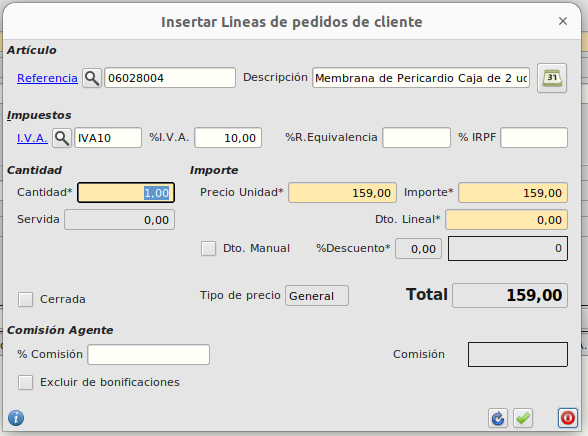 Insertar Lineas de pedidos de cliente
Artículo
Referencia 06028004 Descripción Membrana de Pericardio Caja de 2 ud 31
Impuestos
I.V.A. IVA10 %I.V.A. 10,00 %R.Equivalencia % IRPF
Cantidad Importe
Cantidad* 1,00 Precio Unidad* 159,00 Importe* 159,00
Servida 0,00 Dto. Lineal* 0,00
Dto. Manual %Descuento* 0,00 0
Cerrada Tipo de precio General Total 159,00
Comisión Agente
% Comisión Comisión
Excluir de bonificaciones